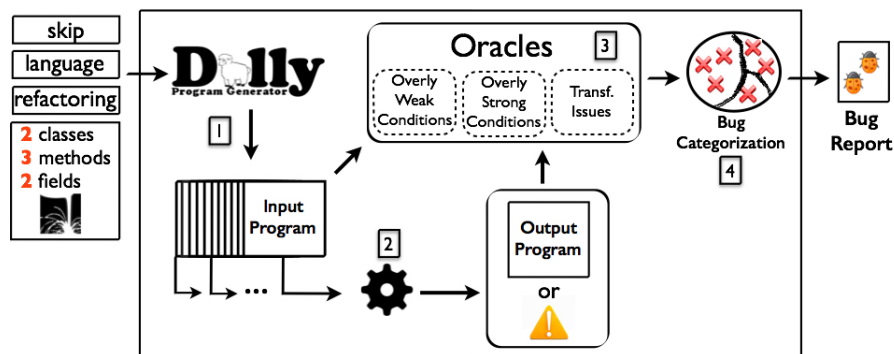 skip
language
refactoring
2 classes
3 methods
2 fields
Dolly
Program Generator
1
Input
Program
...
2
Oracles
3
Overly
Weak
Conditions
Overly
Strong
Conditions
Transf.
Issues
Output
Program
or
Bug
Categorization
4
Bug
Report